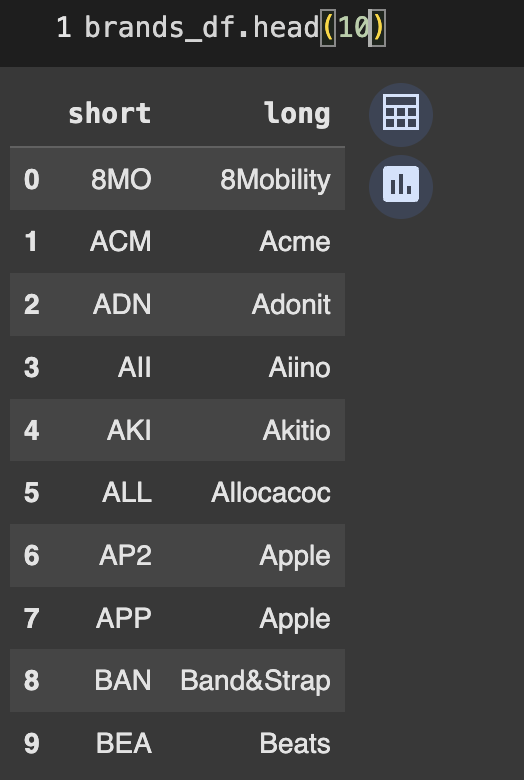 1 brands_df.head(10)
short long
0 8MO 8Mobility
1 ACM Acme
2 ADN Adonit
3 AII Aiino
4 AKI Akitio
5 ALL Allocacoc
6 AP2 Apple
7 APP Apple
8 BAN Band&Strap
9 BEA Beats